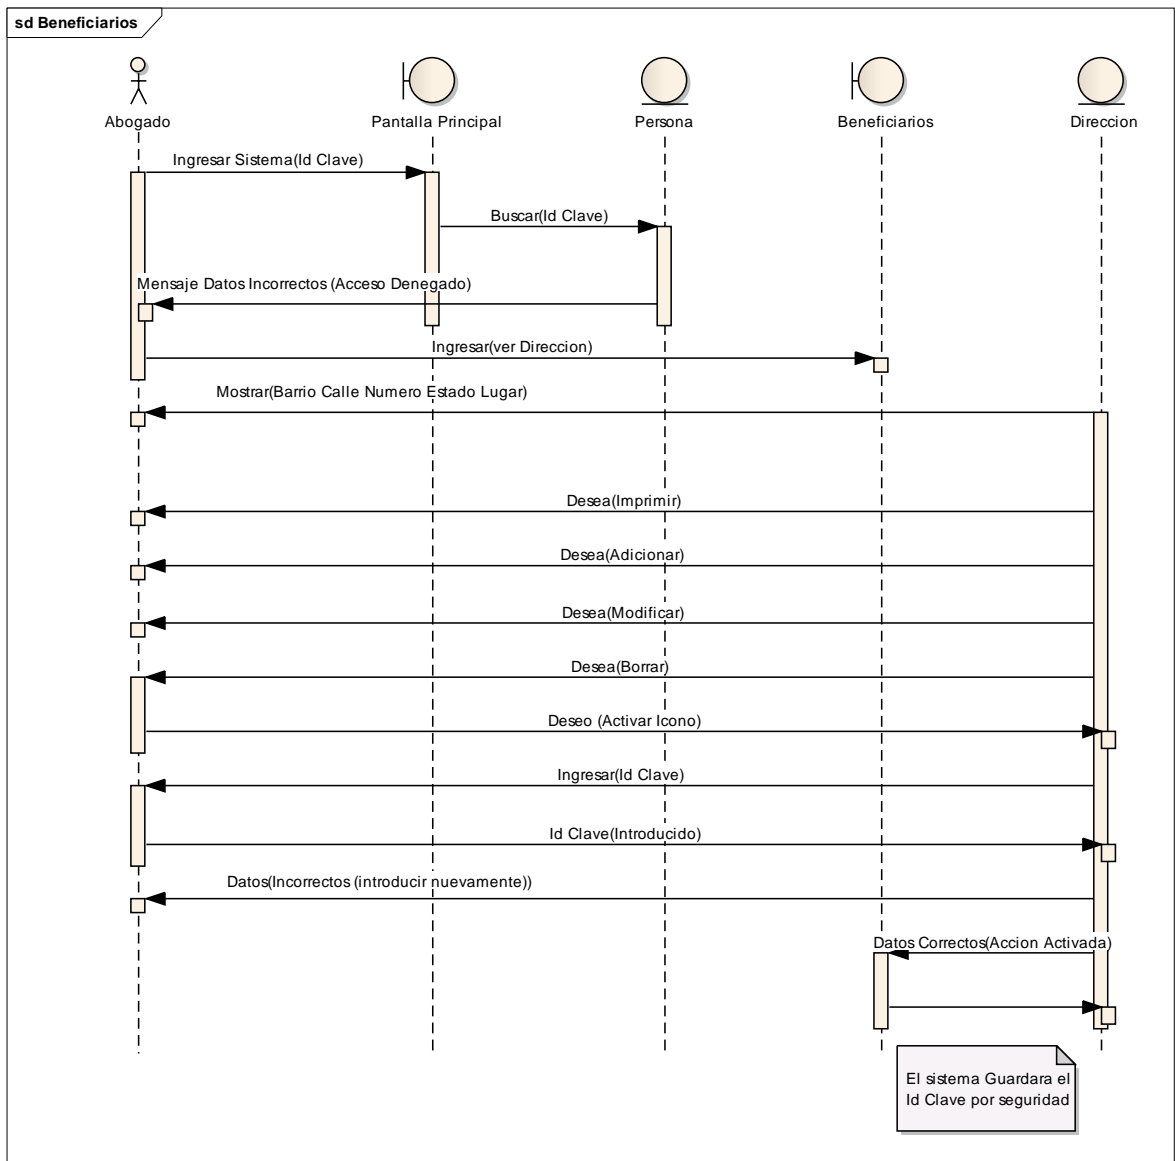 sd Beneficiarios
Abogado
Pantalla Principal
Persona
Beneficiarios
Direccion
Ingresar Sistema(Id Clave)
Buscar(Id Clave)
Mensaje Datos Incorrectos (Acceso Denegado)
Ingresar(ver Direccion)
Mostrar(Barrio Calle Numero Estado Lugar)
Desea(Imprimir)
Desea(Adicionar)
Desea(Modificar)
Desea(Borrar)
Deseo (Activar Icono)
Ingresar(Id Clave)
Id Clave(Introducido)
Datos(Incorrectos (introducir nuevamente))
Datos Correctos(Accion Activada)
El sistema Guardara el
Id Clave por seguridad